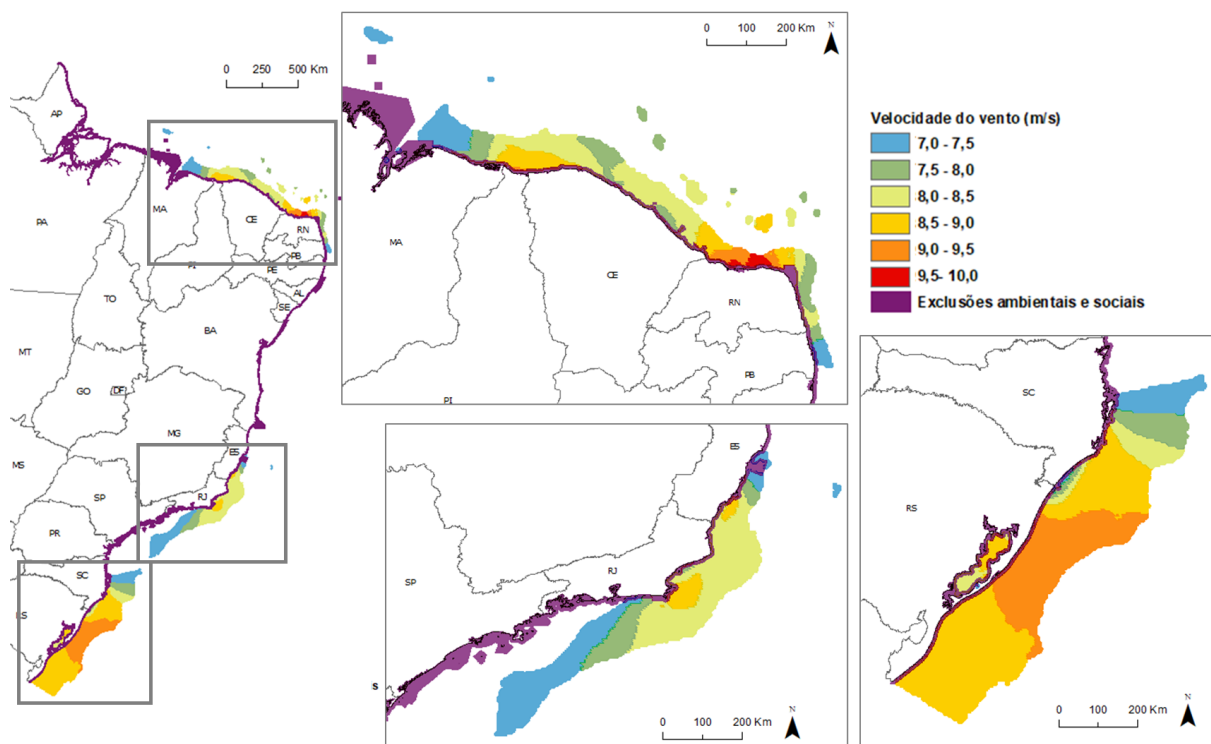 0 250 500 Km
AP
PA
MA
CE
RN
PI
PB
PE
AL
SE
TO
BA
MT
GO
DF
MG
MS
ES
SP
RJ
PR
SC
RS
N
0 100 200 Km
MA
CE
RN
PB
PI
Velocidade do vento (m/s)
7,0 - 7,5
7,5 - 8,0
8,0 - 8,5
8,5 - 9,0
9,0 - 9,5
9,5- 10,0
Exclusões ambientais e sociais
ES
SP
RJ
N
0 100 200 Km
SC
RS
N
0 100 200 Km